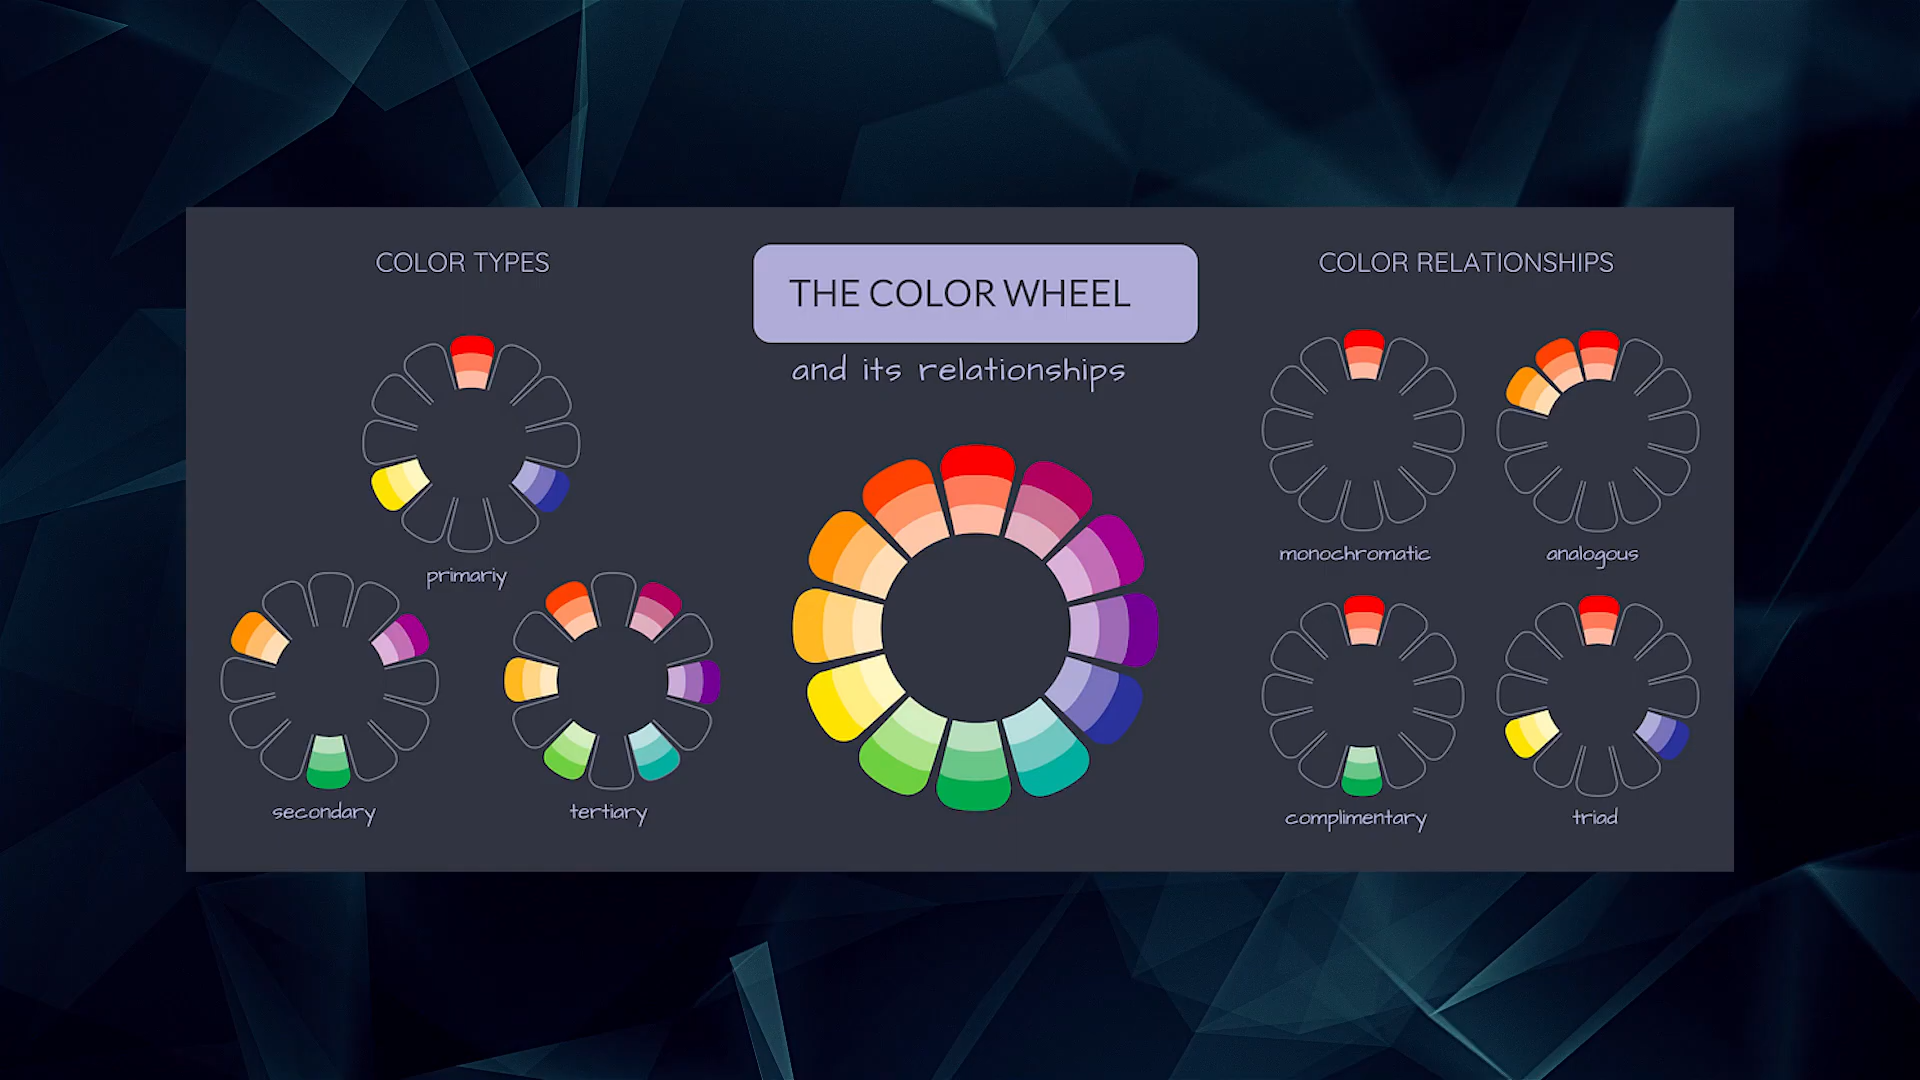 COLOR TYPES
THE COLOR WHEEL
and its relationships
COLOR RELATIONSHIPS
primariy
secondary
tertiary
monochromatic
analogous
complimentary
triad